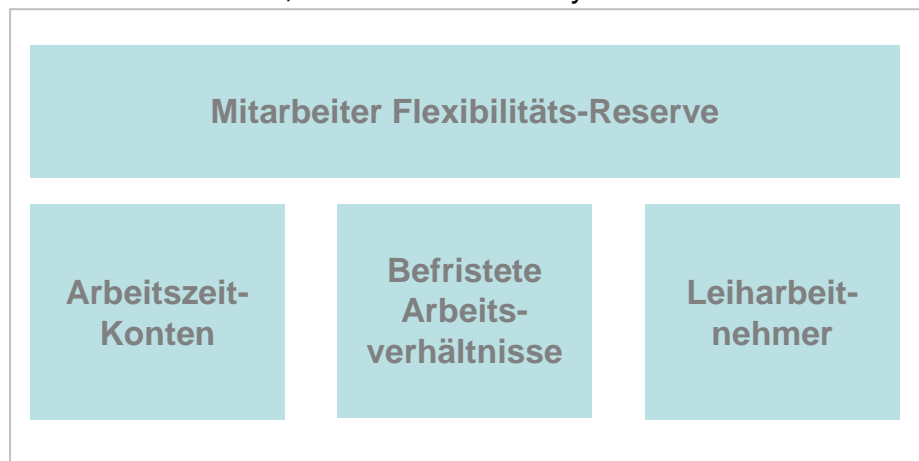 Mitarbeiter Flexibilitäts-Reserve
Arbeitszeit-
Konten
Befristete
Arbeits-
verhältnisse
Leiharbeit-
nehmer